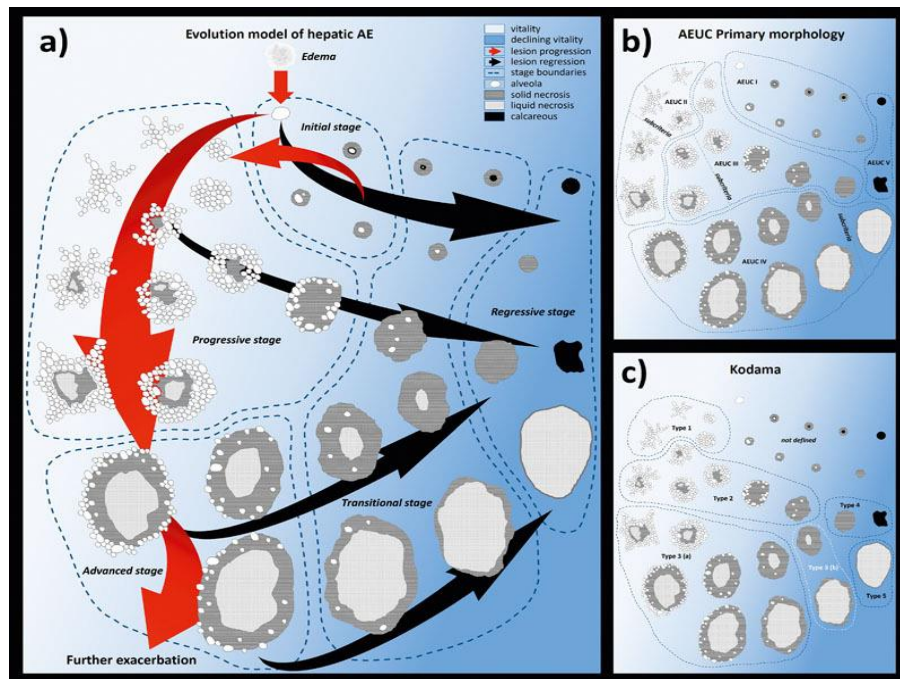 a)
Evolution model of hepatic AE
vitality
declining vitality
lesion progression
lesion regression
stage boundaries
alveola
solid necrosis
liquid necrosis
calcareous
Edema
Initial stage
Progressive stage
Regressive stage
Transitional stage
Advanced stage
Further exacerbation
b)
AEUC Primary morphology
AEUC I
AEUC II
subcriteria
AEUC III
subcriteria
AEUC V
subcriteria
AEUC IV
c)
Kodama
Type 1
not defined
Type 2
Type 4
Type 3 (a)
Type 3 (b)
Type 5